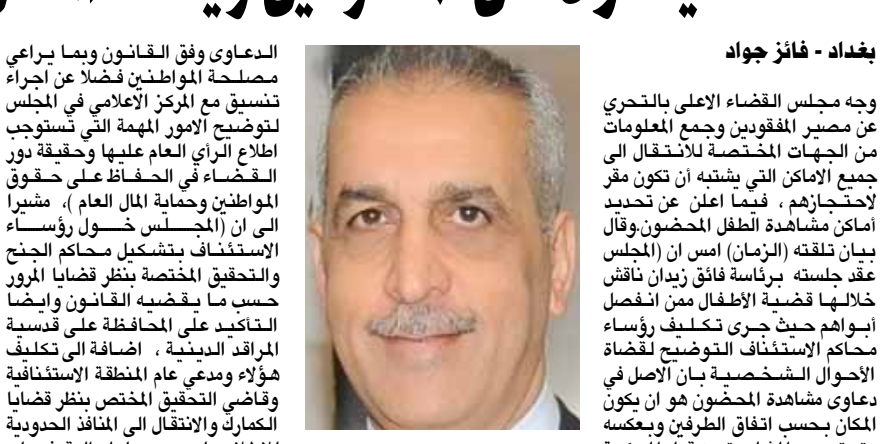 بغداد - فائز جواد
وجه مجلس القضاء الاعلى بالتحري
عن مصير المفقودين وجمع المعلومات
من الجهات المختصة للانتقال الى
جميع الاماكن التي يشتبه أن تكون مقر
لاحتجازهم ، فيما اعلن عن تحديد
أماكن مشاهدة الطفل المحضون.وقال
بيان تلقته (الزمان) امس ان (المجلس
عقد جلسته برئاسة فائق زيدان ناقش
خلالها قضية الأطفال ممن انفصل
أبواهم حيث جرى تكليف رؤساء
محاكم الاستئناف التوضيح لقضاة
الأحوال الشخصية بان الاصل في
دعاوى مشاهدة المحضون هو ان يكون
المكان بحسب اتفاق الطرفين وبعكسه
الدعاوى وفق القانون وبما يراعي
مصلحة المواطنين فضلا عن اجراء
تنسيق مع المركز الاعلامي في المجلس
لتوضيح الامور المهمة التي تستوجب
اطلاع الرأي العام عليها وحقيقة دور
القضاء في الحفاظ على حقوق
المواطنين وحماية المال العام )، مشيرا
الى ان (المجلس خول رؤساء
الاستئناف بتشكيل محاكم الجنح
والتحقيق المختصة بنظر قضايا المرور
حسب ما يقضيه القانون وايضا
التأكيد على المحافظة على قدسية
المراقد الدينية ، اضافة الى تكليف
هؤلاء ومدعي عام المنطقة الاستئنافية
وقاضي التحقيق المختص بنظر قضايا
الكمارك والانتقال الى المنافذ الحدودية